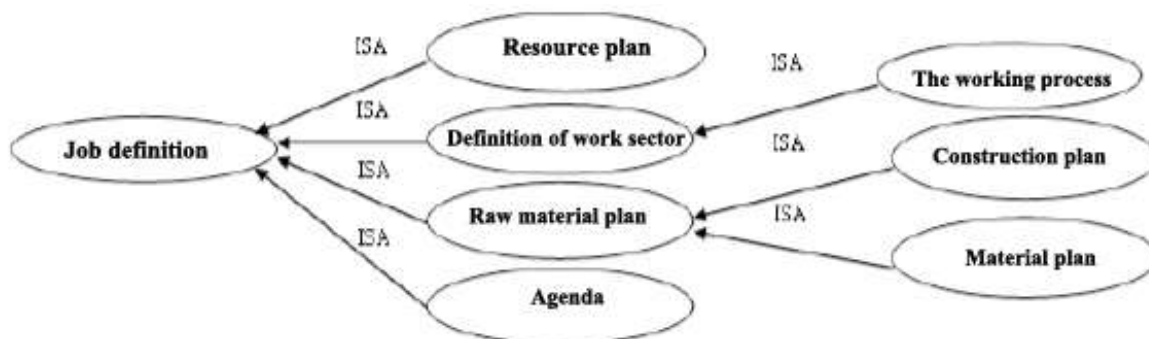 ISA
Resource plan
ISA
The working process
ISA
Job definition
Definition of work sector
ISA
Construction plan
ISA
Raw material plan
ISA
Material plan
ISA
Agenda